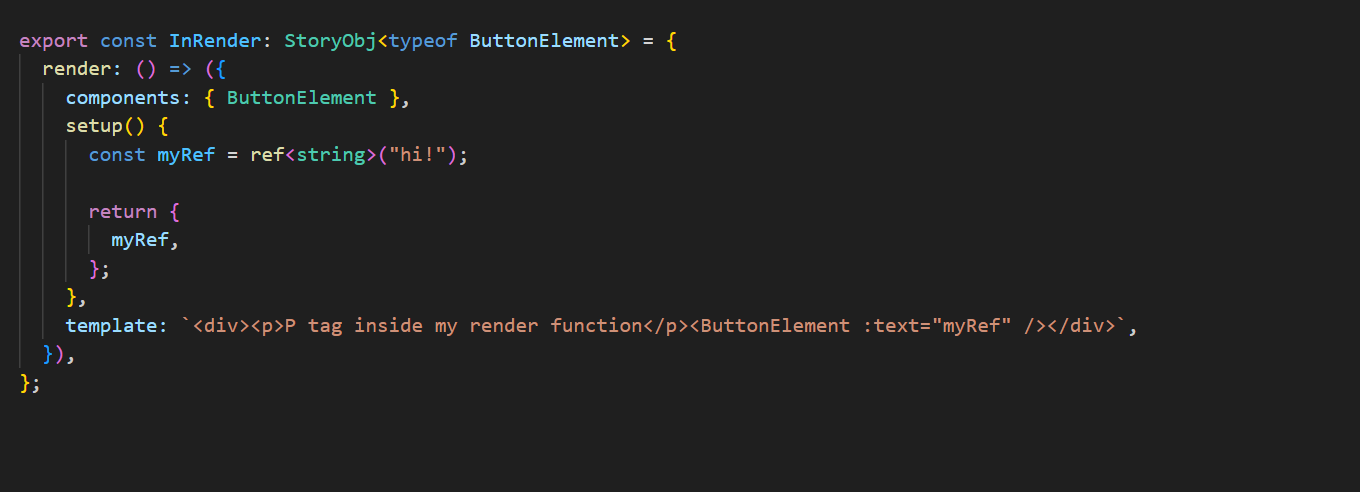 export const InRender: StoryObj<typeof ButtonElement> = {
  render: () => ({
    components: { ButtonElement },
    setup() {
      const myRef = ref<string>("hi!");

      return {
        myRef,
      };
    },
    template: `<div><p>P tag inside my render function</p><ButtonElement :text="myRef" /></div>`,
  }),
};